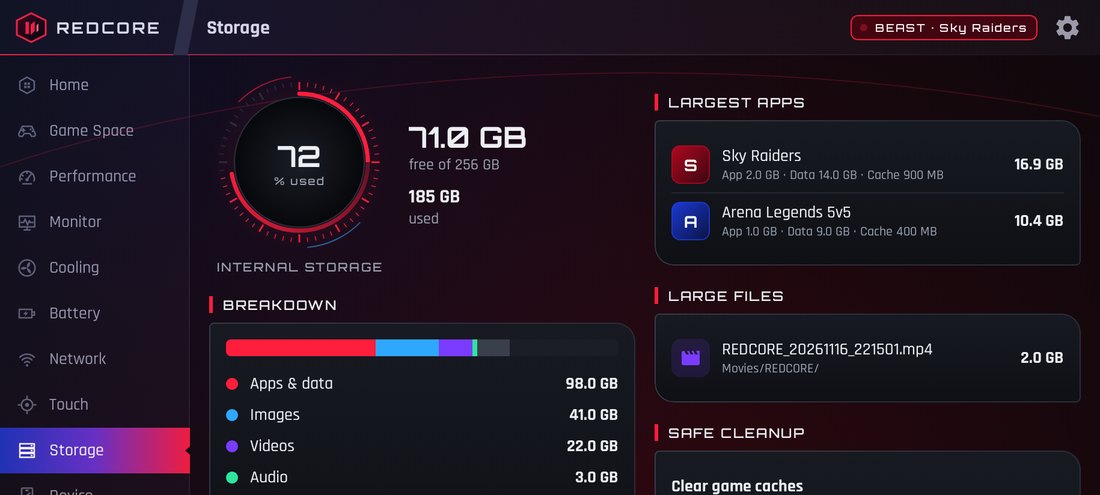 REDCORE
Storage
BEAST · Sky Raiders
Home
Game Space
Performance
Monitor
Cooling
Battery
Network
Touch
Storage
Device
72
% used
INTERNAL STORAGE
71.0 GB
free of 256 GB
185 GB
used
BREAKDOWN
Apps & data 98.0 GB
Images 41.0 GB
Videos 22.0 GB
Audio 3.0 GB
LARGEST APPS
S
Sky Raiders 16.9 GB
App 2.0 GB · Data 14.0 GB · Cache 900 MB
A
Arena Legends 5v5 10.4 GB
App 1.0 GB · Data 9.0 GB · Cache 400 MB
LARGE FILES
REDCORE_20261116_221501.mp4 2.0 GB
Movies/REDCORE/
SAFE CLEANUP
Clear game caches